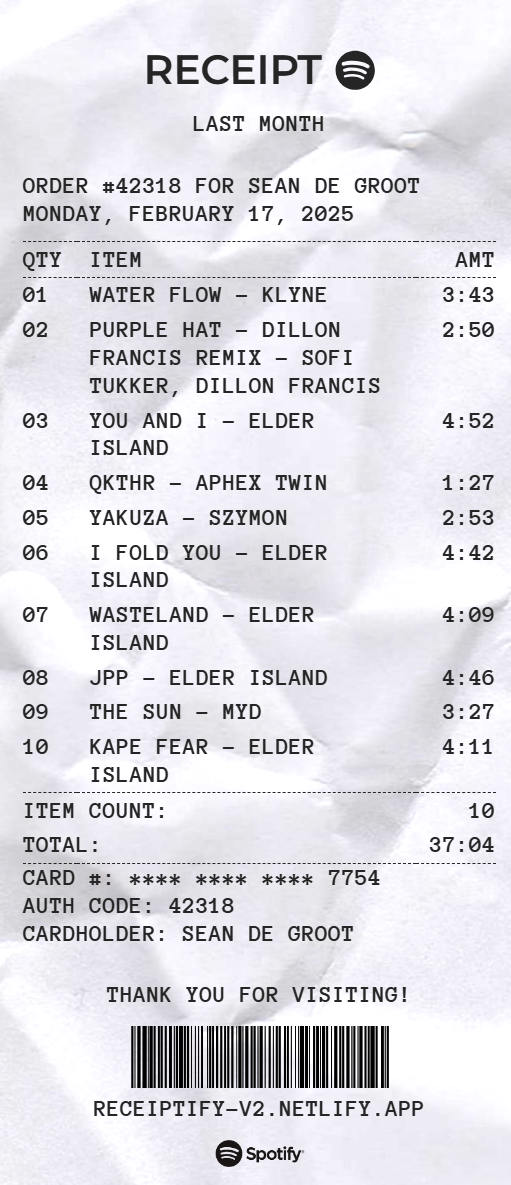 RECEIPT
LAST MONTH
ORDER #42318 FOR SEAN DE GROOT
MONDAY, FEBRUARY 17, 2025
QTY ITEM AMT
01 WATER FLOW - KLYNE 3:43
02 PURPLE HAT - DILLON 2:50
FRANCIS REMIX - SOFI
TUKKER, DILLON FRANCIS
03 YOU AND I - ELDER 4:52
ISLAND
04 QKTHR - APHEX TWIN 1:27
05 YAKUZA - SZYMON 2:53
06 I FOLD YOU - ELDER 4:42
ISLAND
07 WASTELAND - ELDER 4:09
ISLAND
08 JPP - ELDER ISLAND 4:46
09 THE SUN - MYD 3:27
10 KAPE FEAR - ELDER 4:11
ISLAND
ITEM COUNT: 10
TOTAL: 37:04
CARD #: **** **** **** 7754
AUTH CODE: 42318
CARDHOLDER: SEAN DE GROOT
THANK YOU FOR VISITING!
RECEIPTIFY-V2.NETLIFY.APP
Spotify